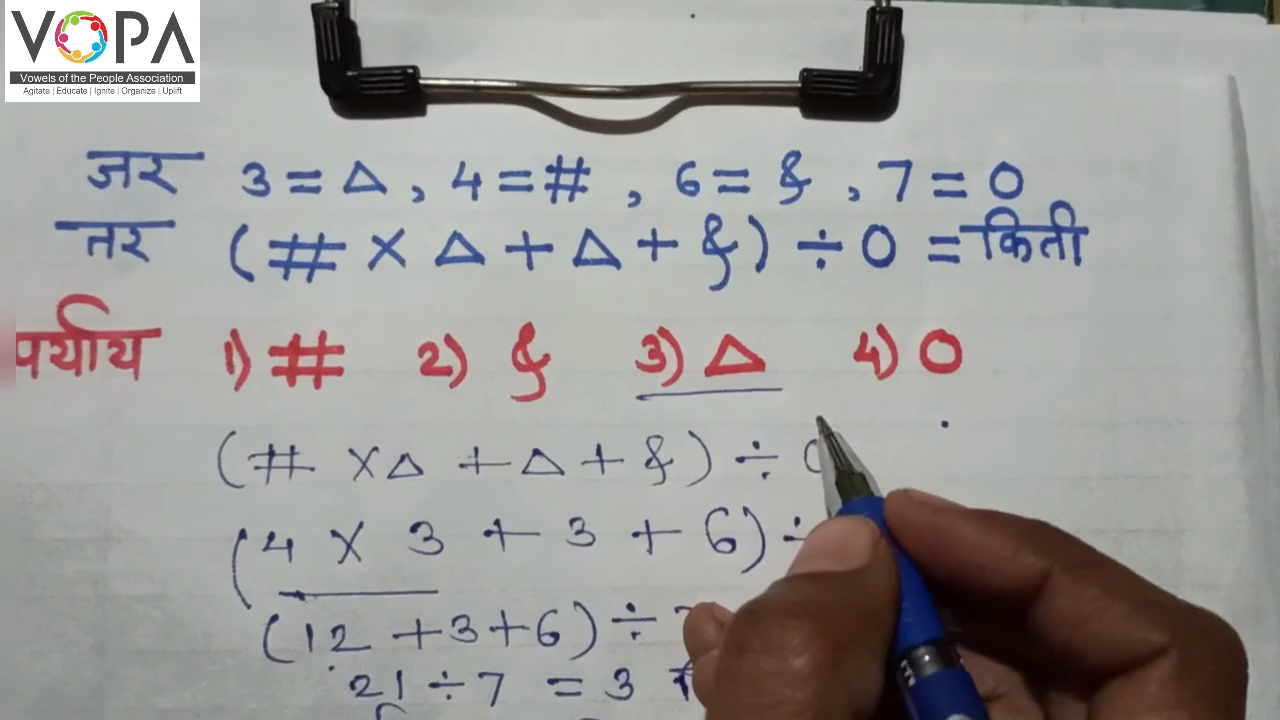 VOPA
Vowels of the People Association
Agitate | Educate | Ignite | Organize | Uplift
जर 3 = Δ, 4 = #, 6 = &, 7 = 0
तर (# × Δ + Δ + &) ÷ 0 = किती
पर्याय 1) # 2) & 3) Δ 4) 0
(# × Δ + Δ + &) ÷
(4 × 3 + 3 + 6) ÷
(12 + 3 + 6) ÷
21 ÷ 7 = 3